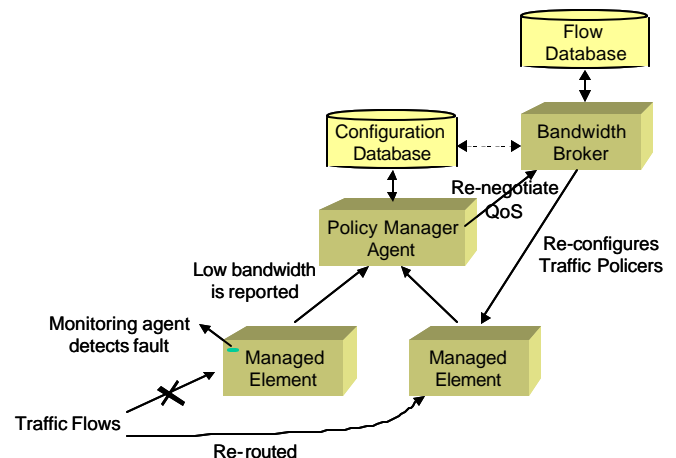 Flow
Database
Configuration
Database
Bandwidth
Broker
Re-negotiate
QoS
Policy Manager
Agent
Re-configures
Traffic Policers
Low bandwidth
is reported
Monitoring agent
detects fault
Managed
Element
Managed
Element
Traffic Flows
Re-routed